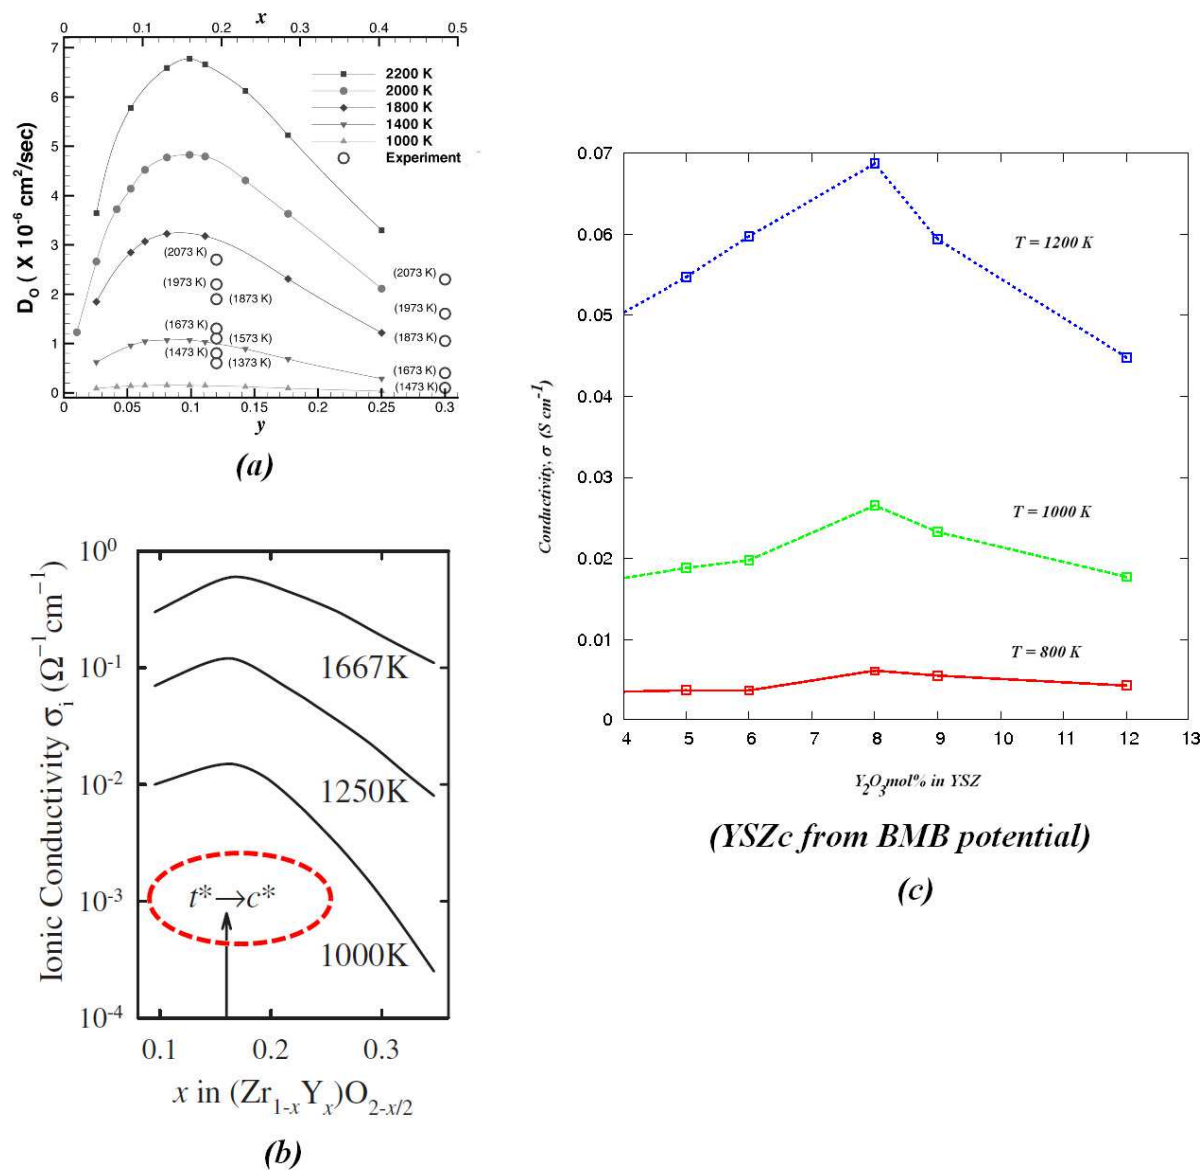 x
0 0.1 0.2 0.3 0.4 0.5
7
6
5
4
3
2
1
0
D_O ( X 10^-6 cm^2/sec)
2200 K
2000 K
1800 K
1400 K
1000 K
Experiment
(2073 K)
(1973 K)
(1873 K)
(1673 K)
(1573 K)
(1473 K)
(1373 K)
(2073 K)
(1973 K)
(1873 K)
(1673 K)
(1473 K)
0 0.05 0.1 0.15 0.2 0.25 0.3
y
(a)
Ionic Conductivity σ_i (Ω^-1cm^-1)
10^0
10^-1
10^-2
10^-3
10^-4
1667K
1250K
1000K
t*→c*
0.1 0.2 0.3
x in (Zr_1-xY_x)O_2-x/2
(b)
Conductivity, σ (S cm^-1)
0.07
0.06
0.05
0.04
0.03
0.02
0.01
0
T = 1200 K
T = 1000 K
T = 800 K
4 5 6 7 8 9 10 11 12 13
Y_2O_3mol% in YSZ
(YSZc from BMB potential)
(c)